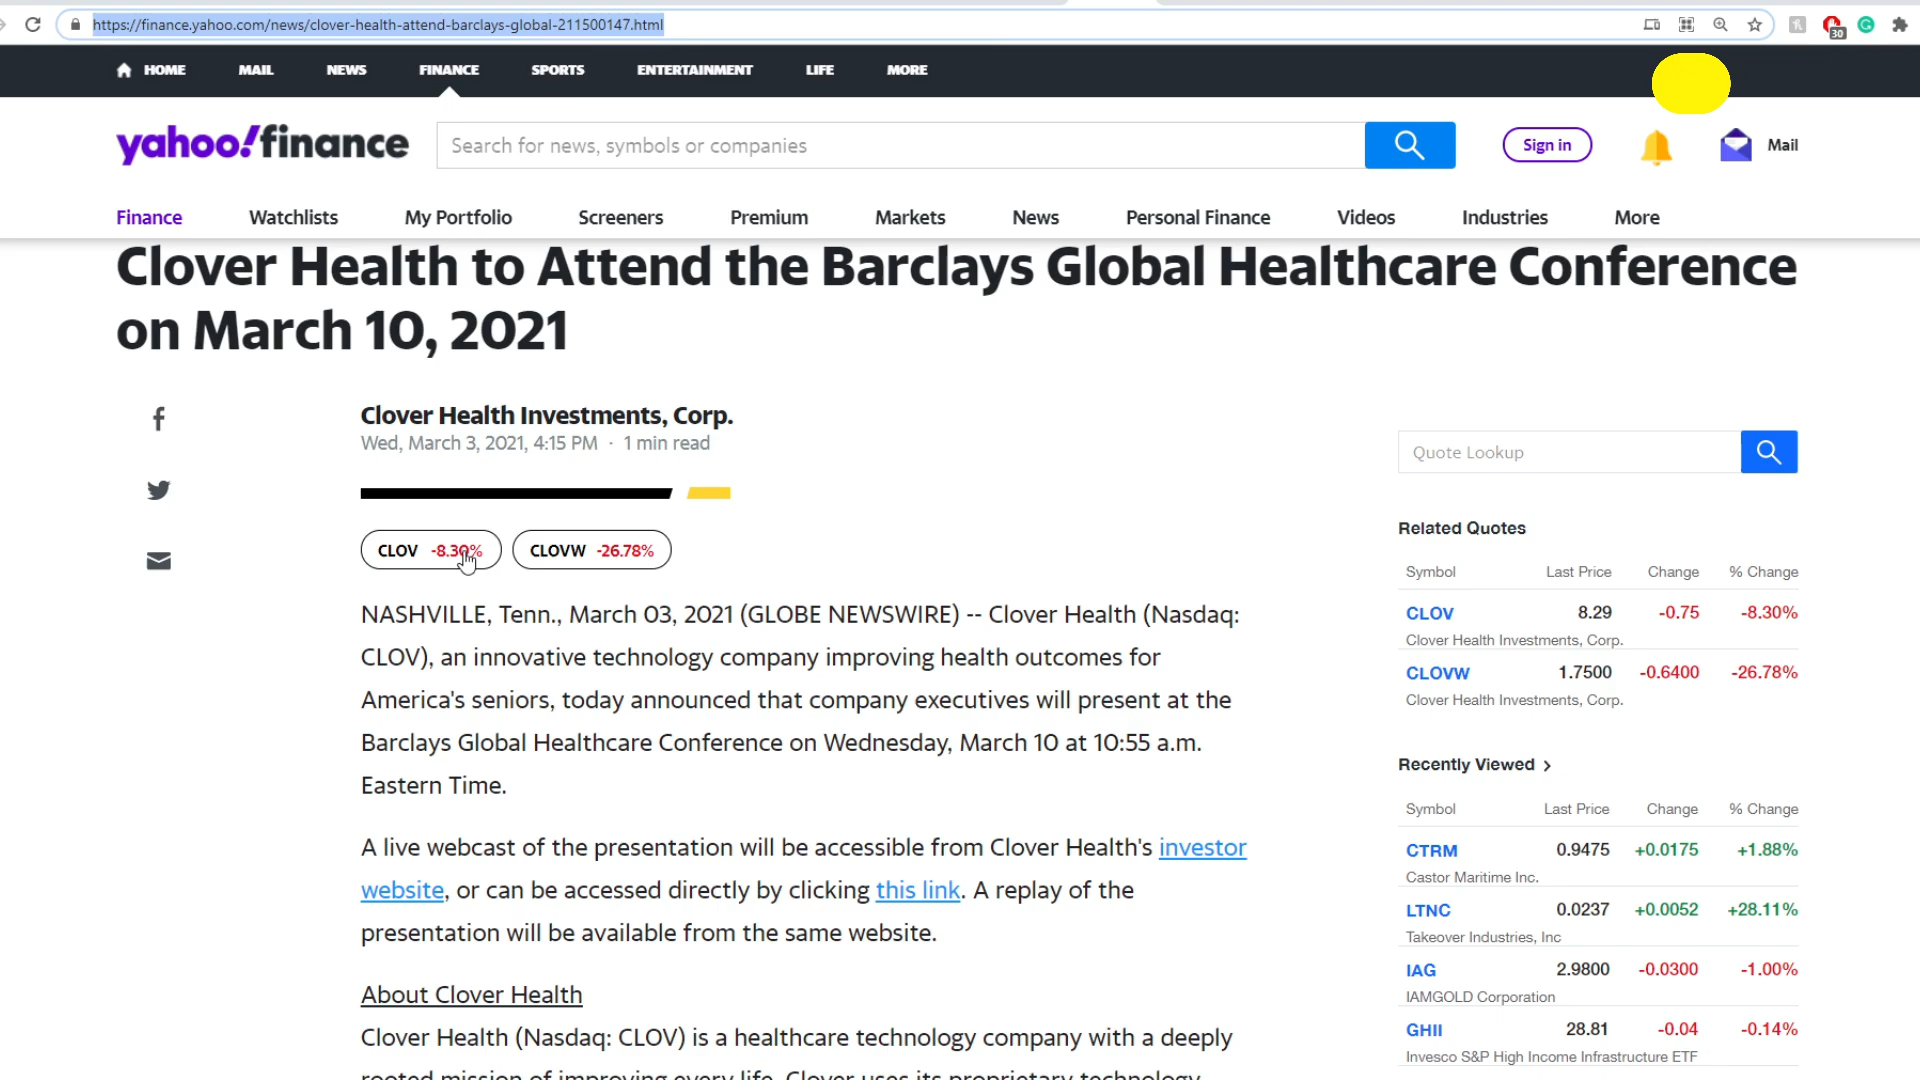 https://finance.yahoo.com/news/clover-health-attend-barclays-global-211500147.html
30
HOME MAIL NEWS FINANCE SPORTS ENTERTAINMENT LIFE MORE
yahoo!finance
Search for news, symbols or companies
Sign in
Mail
Finance Watchlists My Portfolio Screeners Premium Markets News Personal Finance Videos Industries More
Clover Health to Attend the Barclays Global Healthcare Conference
on March 10, 2021
Clover Health Investments, Corp.
Wed, March 3, 2021, 4:15 PM · 1 min read
CLOV -8.30% CLOVW -26.78%
NASHVILLE, Tenn., March 03, 2021 (GLOBE NEWSWIRE) -- Clover Health (Nasdaq:
CLOV), an innovative technology company improving health outcomes for
America's seniors, today announced that company executives will present at the
Barclays Global Healthcare Conference on Wednesday, March 10 at 10:55 a.m.
Eastern Time.
A live webcast of the presentation will be accessible from Clover Health's investor
website, or can be accessed directly by clicking this link. A replay of the
presentation will be available from the same website.
About Clover Health
Clover Health (Nasdaq: CLOV) is a healthcare technology company with a deeply
rooted mission of improving every life. Clover uses its proprietary technology
Quote Lookup
Related Quotes
Symbol Last Price Change % Change
CLOV 8.29 -0.75 -8.30%
Clover Health Investments, Corp.
CLOVW 1.7500 -0.6400 -26.78%
Clover Health Investments, Corp.
Recently Viewed
Symbol Last Price Change % Change
CTRM 0.9475 +0.0175 +1.88%
Castor Maritime Inc.
LTNC 0.0237 +0.0052 +28.11%
Takeover Industries, Inc
IAG 2.9800 -0.0300 -1.00%
IAMGOLD Corporation
GHII 28.81 -0.04 -0.14%
Invesco S&P High Income Infrastructure ETF